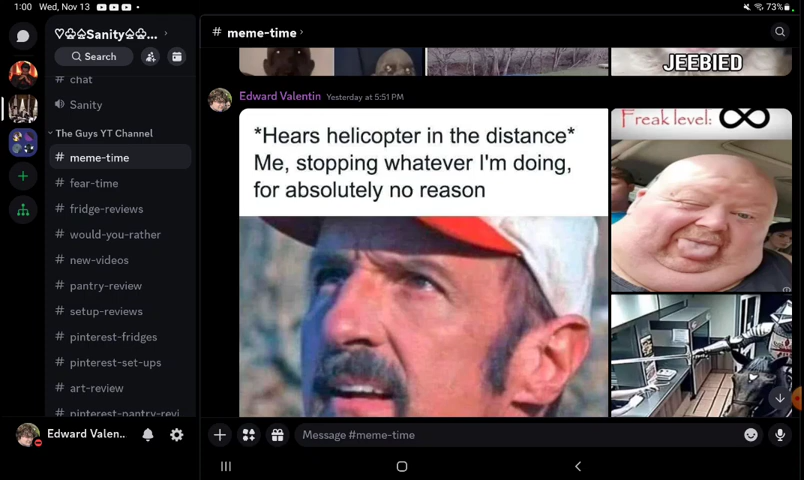 1:00 Wed, Nov 13
73%
♡♧♤Sanity♤♧...
Search
# chat
Sanity
The Guys YT Channel
# meme-time
# fear-time
# fridge-reviews
# would-you-rather
# new-videos
# pantry-review
# setup-reviews
# pinterest-fridges
# pinterest-set-ups
# art-review
# pinterest-pantry-revi
Edward Valen..
# meme-time
JEEBIED
Edward Valentin Yesterday at 5:51 PM
*Hears helicopter in the distance*
Me, stopping whatever I'm doing,
for absolutely no reason
Freak level: ∞
Message #meme-time